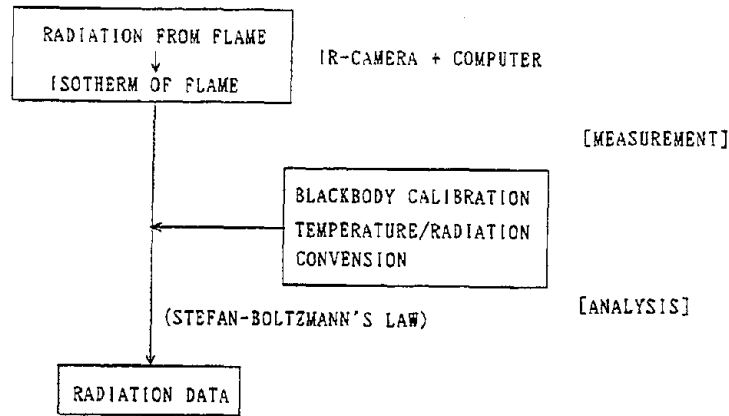 RADIATION FROM FLAME
ISOTHERM OF FLAME
IR-CAMERA + COMPUTER
[MEASUREMENT]
BLACKBODY CALIBRATION
TEMPERATURE/RADIATION
CONVENSION
(STEFAN-BOLTZMANN'S LAW)
[ANALYSIS]
RADIATION DATA